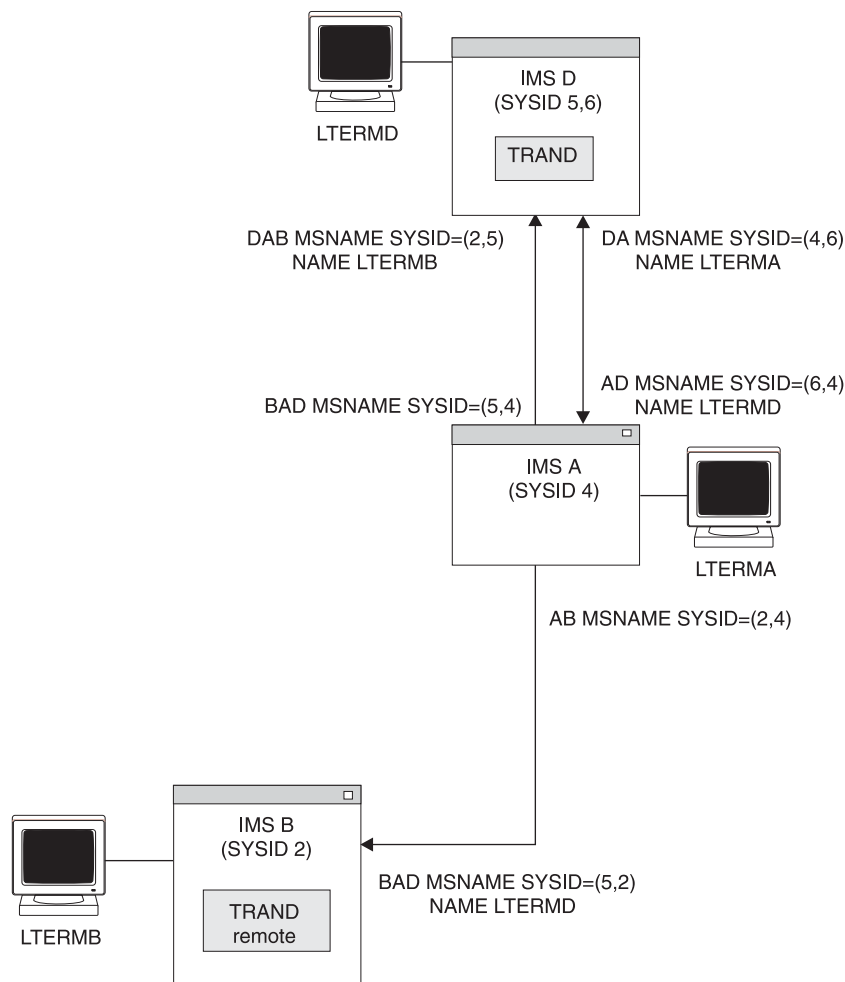 IMS D
(SYSID 5,6)
LTERMD
TRAND
DAB MSNAME SYSID=(2,5)
NAME LTERMB
DA MSNAME SYSID=(4,6)
NAME LTERMA
AD MSNAME SYSID=(6,4)
NAME LTERMD
BAD MSNAME SYSID=(5,4)
IMS A
(SYSID 4)
LTERMA
AB MSNAME SYSID=(2,4)
IMS B
(SYSID 2)
BAD MSNAME SYSID=(5,2)
NAME LTERMD
TRAND
remote
LTERMB